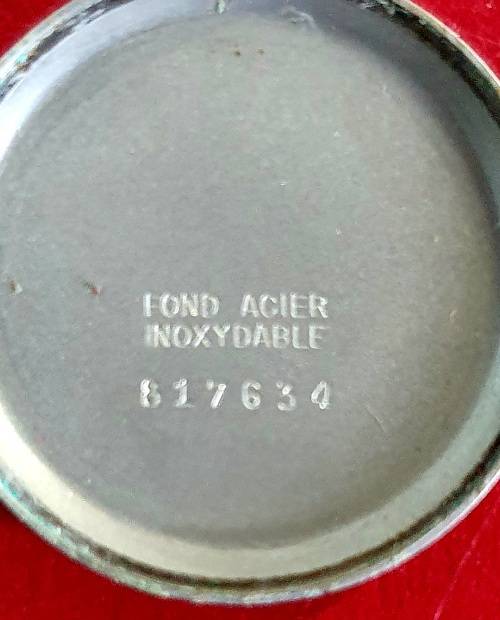 FOND ACIER
INOXYDABLE
817634